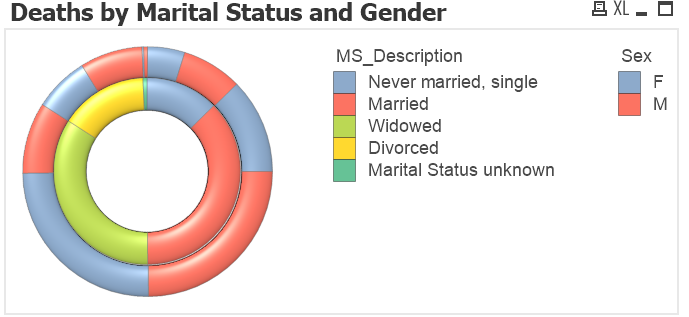 Deaths by Marital Status and Gender XL
MS_Description Sex
Never married, single F
Married M
Widowed
Divorced
Marital Status unknown